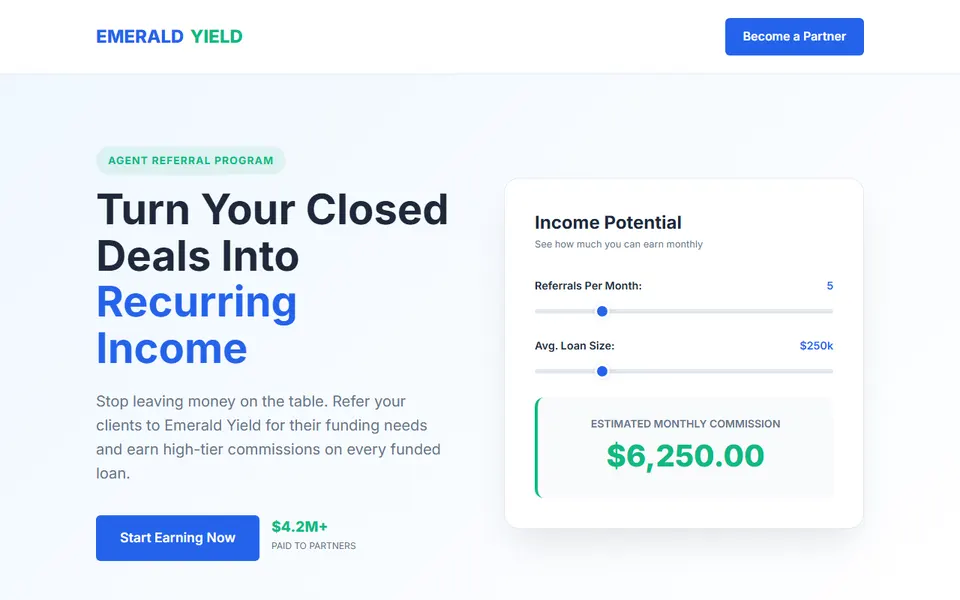 EMERALD YIELD
Become a Partner
AGENT REFERRAL PROGRAM
Turn Your Closed
Deals Into
Recurring
Income
Stop leaving money on the table. Refer your
clients to Emerald Yield for their funding needs
and earn high-tier commissions on every funded
loan.
Start Earning Now
$4.2M+
PAID TO PARTNERS
Income Potential
See how much you can earn monthly
Referrals Per Month: 5
Avg. Loan Size: $250k
ESTIMATED MONTHLY COMMISSION
$6,250.00